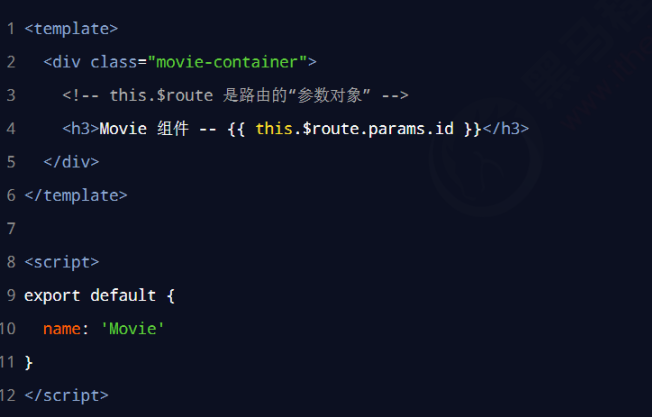 1 <template>
2   <div class="movie-container">
3     <!-- this.$route 是路由的“参数对象” -->
4     <h3>Movie 组件 -- {{ this.$route.params.id }}</h3>
5   </div>
6 </template>
7
8 <script>
9 export default {
10   name: 'Movie'
11 }
12 </script>